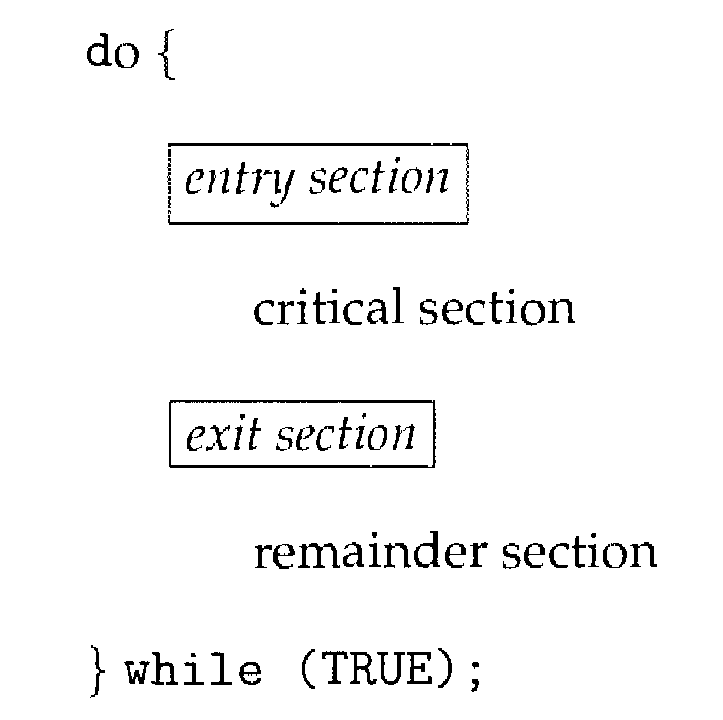 do {
entry section
critical section
exit section
remainder section
} while (TRUE);